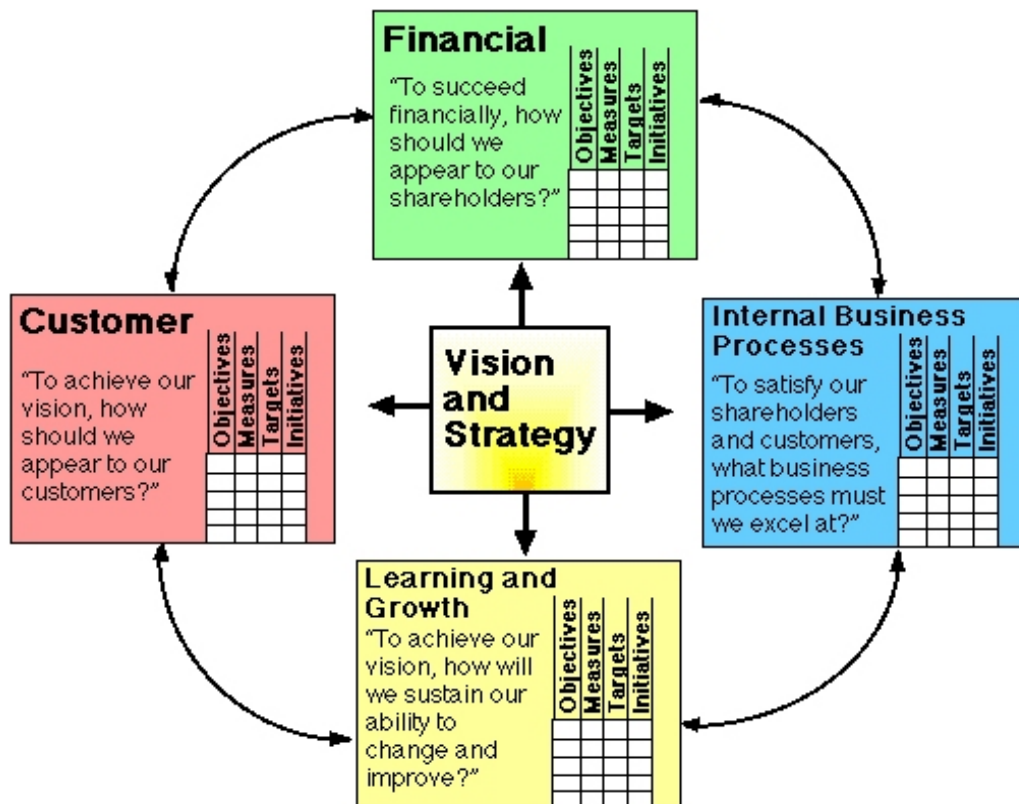 Financial
“To succeed
financially, how
should we
appear to our
shareholders?”
Objectives
Measures
Targets
Initiatives
Customer
“To achieve our
vision, how
should we
appear to our
customers?”
Objectives
Measures
Targets
Initiatives
Vision
and
Strategy
Internal Business
Processes
“To satisfy our
shareholders
and customers,
what business
processes must
we excel at?”
Objectives
Measures
Targets
Initiatives
Learning and
Growth
“To achieve our
vision, how will
we sustain our
ability to
change and
improve?”
Objectives
Measures
Targets
Initiatives